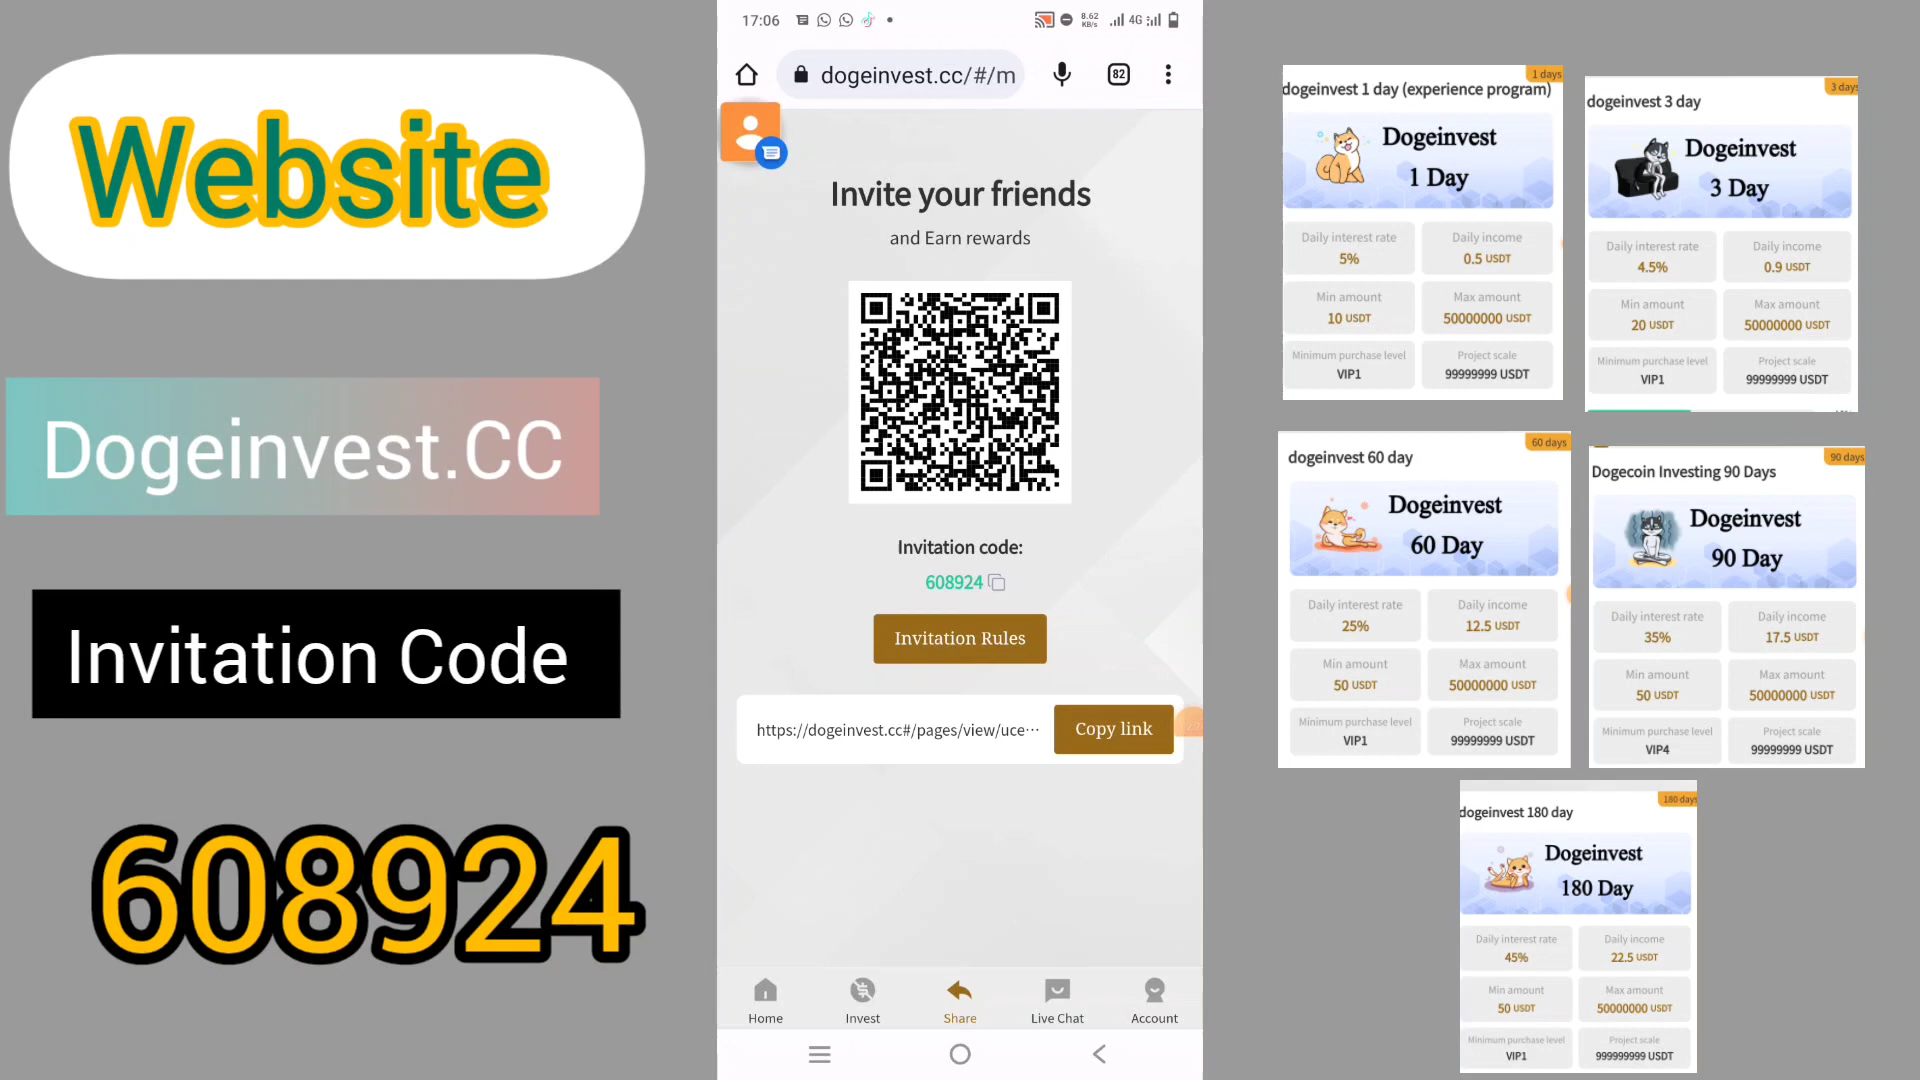 Website
Dogeinvest.CC
Invitation Code
608924
17:06
8.62
KB/s
4G
dogeinvest.cc/#/m
82
Invite your friends
and Earn rewards
Invitation code:
608924
Invitation Rules
https://dogeinvest.cc#/pages/view/uce…
Copy link
Home
Invest
Share
Live Chat
Account
1 days
dogeinvest 1 day (experience program)
Dogeinvest
1 Day
Daily interest rate
5%
Daily income
0.5 USDT
Min amount
10 USDT
Max amount
50000000 USDT
Minimum purchase level
VIP1
Project scale
99999999 USDT
3 days
dogeinvest 3 day
Dogeinvest
3 Day
Daily interest rate
4.5%
Daily income
0.9 USDT
Min amount
20 USDT
Max amount
50000000 USDT
Minimum purchase level
VIP1
Project scale
99999999 USDT
60 days
dogeinvest 60 day
Dogeinvest
60 Day
Daily interest rate
25%
Daily income
12.5 USDT
Min amount
50 USDT
Max amount
50000000 USDT
Minimum purchase level
VIP1
Project scale
99999999 USDT
90 days
Dogecoin Investing 90 Days
Dogeinvest
90 Day
Daily interest rate
35%
Daily income
17.5 USDT
Min amount
50 USDT
Max amount
50000000 USDT
Minimum purchase level
VIP4
Project scale
99999999 USDT
180 days
dogeinvest 180 day
Dogeinvest
180 Day
Daily interest rate
45%
Daily income
22.5 USDT
Min amount
50 USDT
Max amount
50000000 USDT
Minimum purchase level
VIP1
Project scale
999999999 USDT